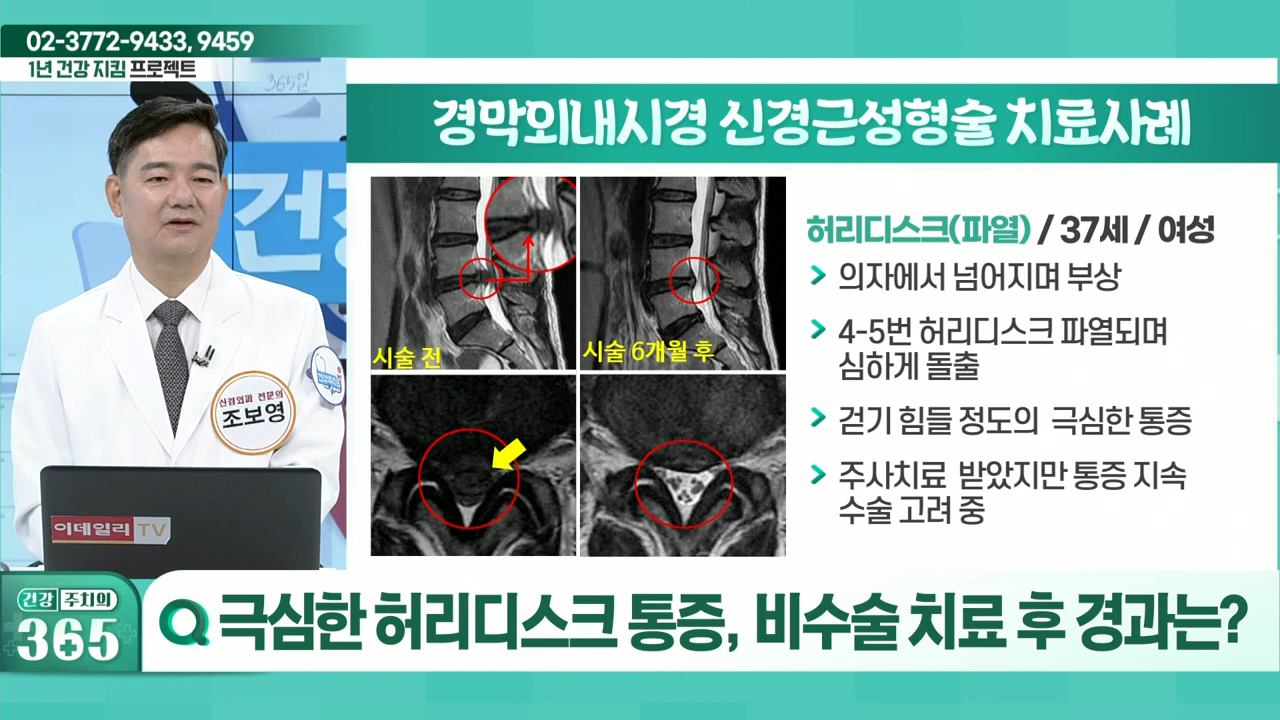 02-3772-9433, 9459
1년 건강 지킴 프로젝트
365일
건강
경막외내시경 신경근성형술 치료사례
시술 전
시술 6개월 후
허리디스크(파열) / 37세 / 여성
의자에서 넘어지며 부상
4-5번 허리디스크 파열되며
심하게 돌출
걷기 힘들 정도의 극심한 통증
주사치료 받았지만 통증 지속
수술 고려 중
신경외과 전문의
조보영
이데일리 TV
건강 주치의
365
Q 극심한 허리디스크 통증, 비수술 치료 후 경과는?